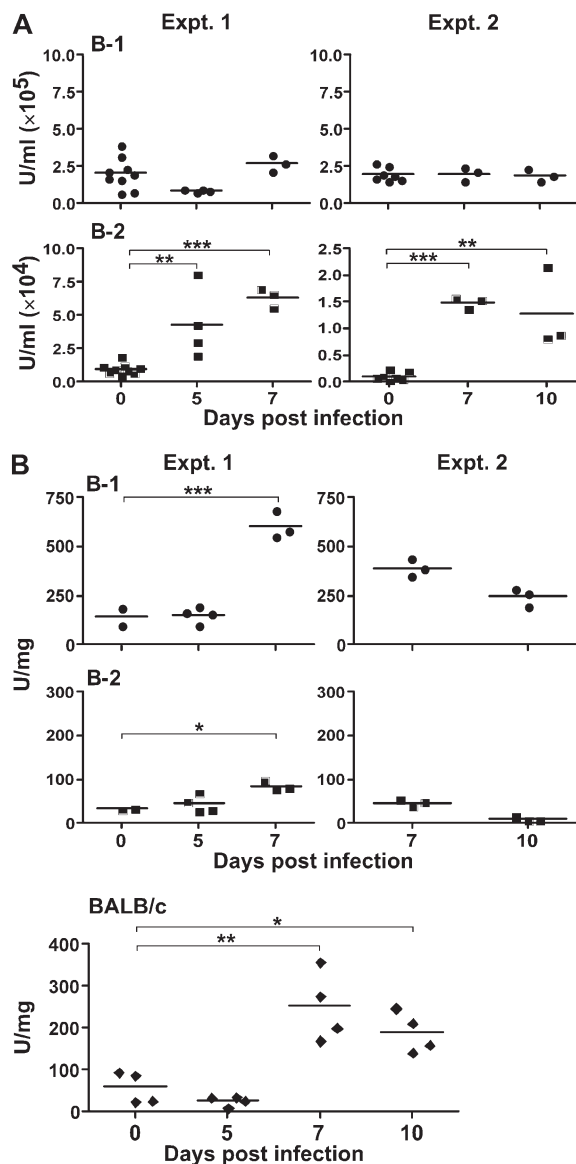 A
Expt. 1 Expt. 2
B-1
U/ml (×10⁵)
10.0 10.0
7.5 7.5
5.0 5.0
2.5 2.5
0.0 0.0
B-2
U/ml (×10⁴)
10.0 *** 2.5 **
** ***
7.5 2.0
5.0 1.5
1.0
2.5 0.5
0.0 0.0
0 5 7 0 7 10
Days post infection
B
Expt. 1 Expt. 2
B-1
750 *** 750
500 500
250 250
0 0
U/mg
B-2
300 300
200 200
*
100 100
0 0
0 5 7 7 10
Days post infection
BALB/c
*
**
400
300
200
100
0
U/mg
0 5 7 10
Days post infection